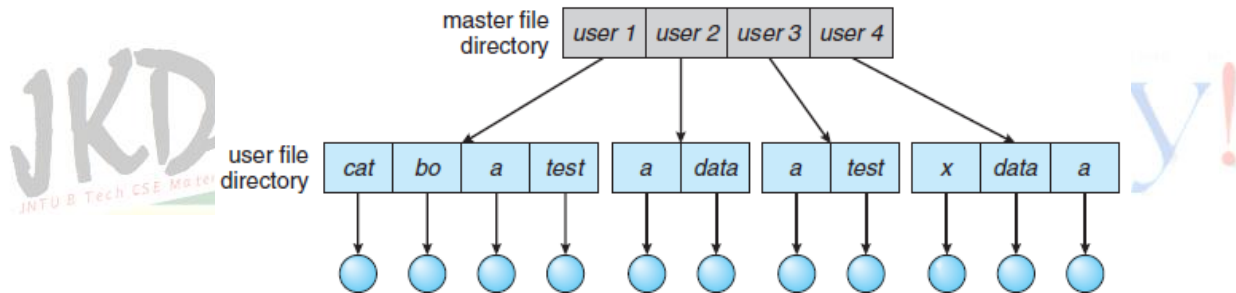 master file
directory
user 1 user 2 user 3 user 4
user file
directory
cat bo a test a data a test x data a
JKD
JNTU B Tech CSE Mater
y!